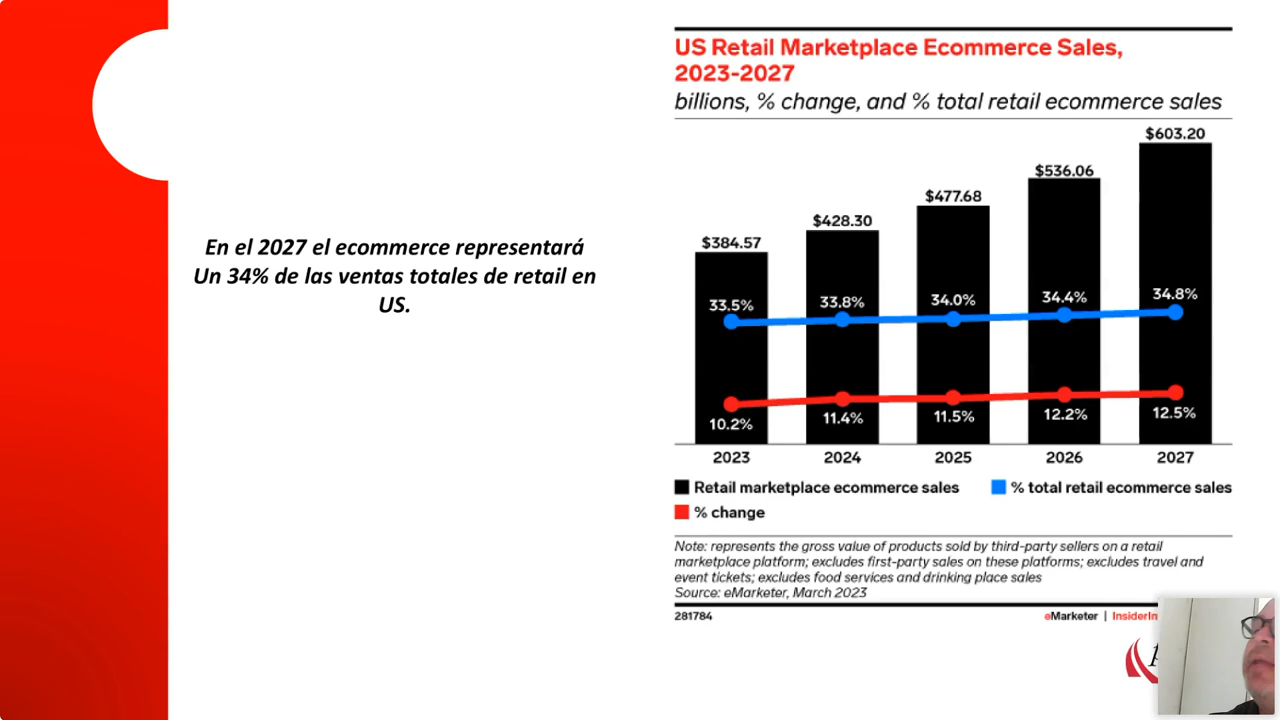 En el 2027 el ecommerce representará
Un 34% de las ventas totales de retail en
US.
US Retail Marketplace Ecommerce Sales,
2023-2027
billions, % change, and % total retail ecommerce sales
$384.57
$428.30
$477.68
$536.06
$603.20
33.5%
33.8%
34.0%
34.4%
34.8%
10.2%
11.4%
11.5%
12.2%
12.5%
2023
2024
2025
2026
2027
Retail marketplace ecommerce sales
% total retail ecommerce sales
% change
Note: represents the gross value of products sold by third-party sellers on a retail
marketplace platform; excludes first-party sales on these platforms; excludes travel and
event tickets; excludes food services and drinking place sales
Source: eMarketer, March 2023
281784
eMarketer |